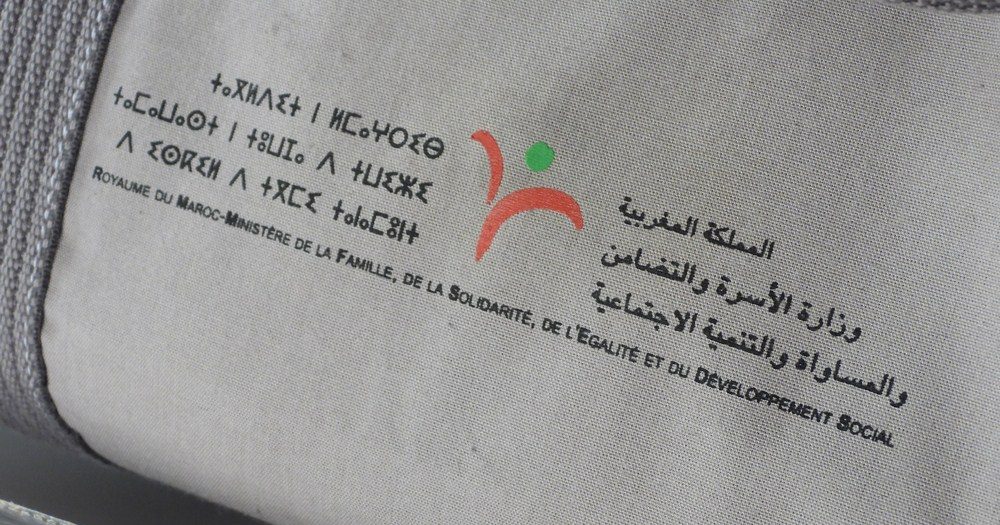 ⵜⴰⴳⵍⴷⵉⵜ ⵏ ⵍⵎⴰⵖⵔⵉⴱ
ⵜⴰⵎⴰⵡⴰⵙⵜ ⵏ ⵜⵓⵡⵊⴰ ⴷ ⵜⵡⵉⵣⵉ
ⴷ ⵉⵙⴽⵉⵍ ⴷ ⵜⴳⵎⵉ ⵜⴰⵏⴰⵎⵓⵏⵜ
المملكة المغربية
وزارة الأسرة والتضامن
والمساواة والتنمية الاجتماعية
ROYAUME DU MAROC-MINISTÈRE DE LA FAMILLE, DE LA SOLIDARITÉ, DE L'EGALITÉ ET DU DÉVELOPPEMENT SOCIAL